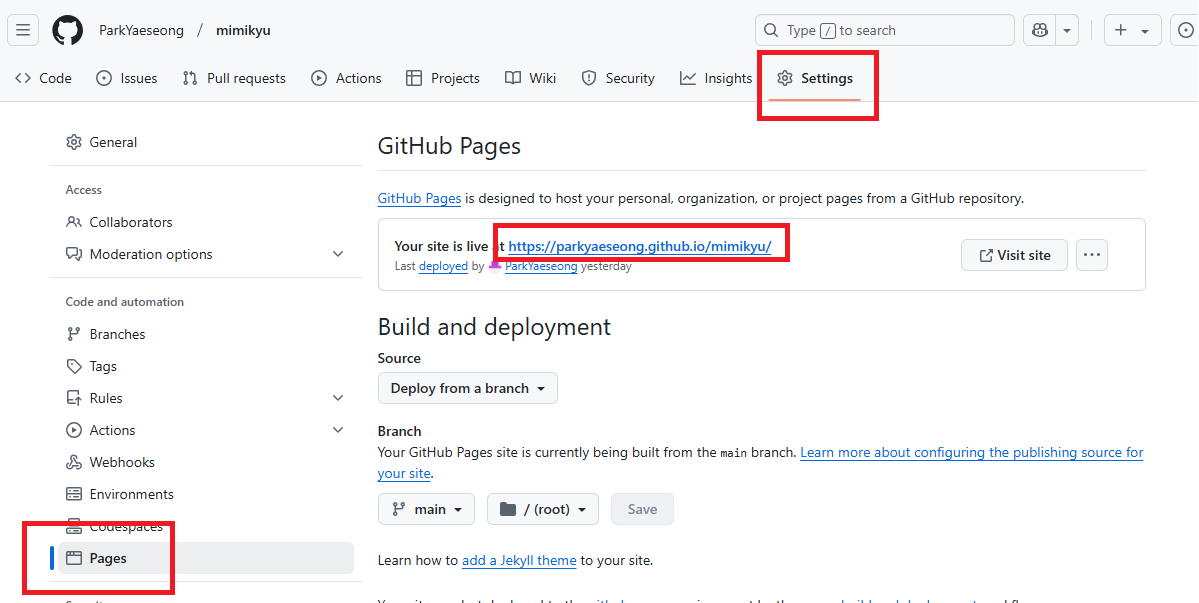 ParkYaeseong / mimikyu
Type / to search
Code Issues Pull requests Actions Projects Wiki Security Insights Settings
General
Access
Collaborators
Moderation options
Code and automation
Branches
Tags
Rules
Actions
Webhooks
Environments
Codespaces
Pages
GitHub Pages
GitHub Pages is designed to host your personal, organization, or project pages from a GitHub repository.
Your site is live at https://parkyaeseong.github.io/mimikyu/
Last deployed by ParkYaeseong yesterday
Visit site
Build and deployment
Source
Deploy from a branch
Branch
Your GitHub Pages site is currently being built from the main branch. Learn more about configuring the publishing source for
your site.
main / (root) Save
Learn how to add a Jekyll theme to your site.